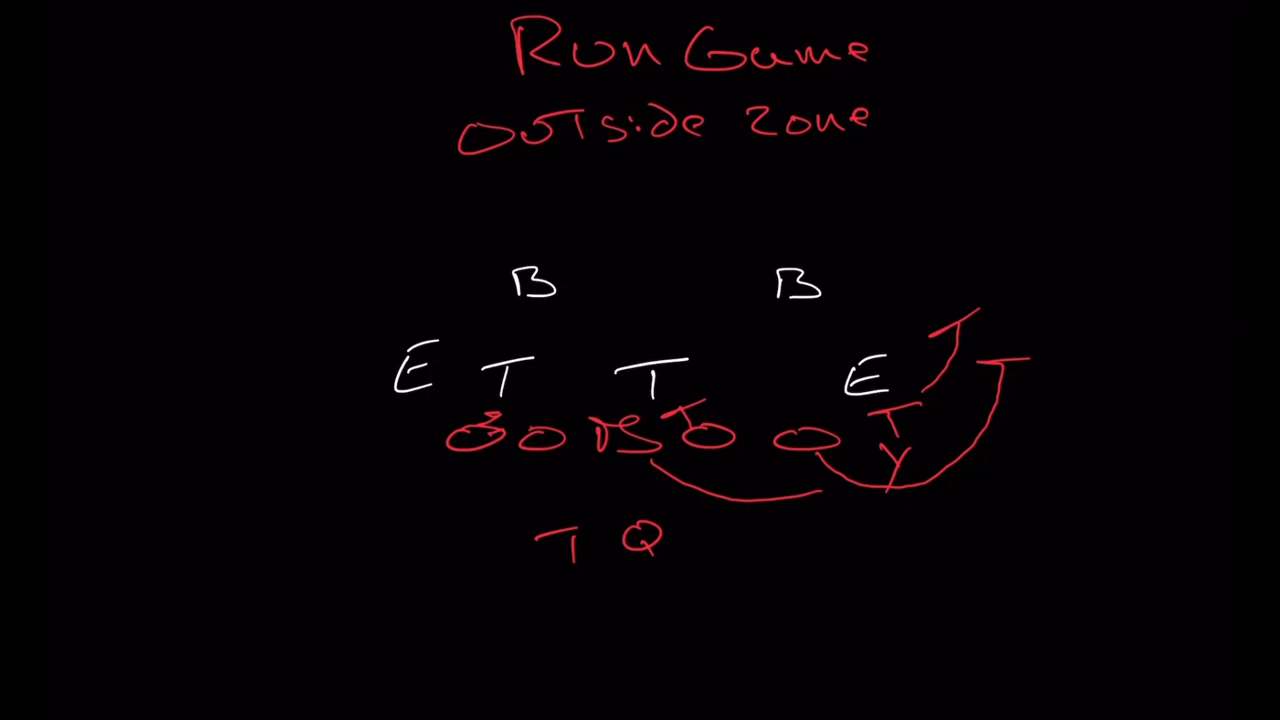 Run Game
outside zone
B B
E T T E T T
T T
Y
T Q